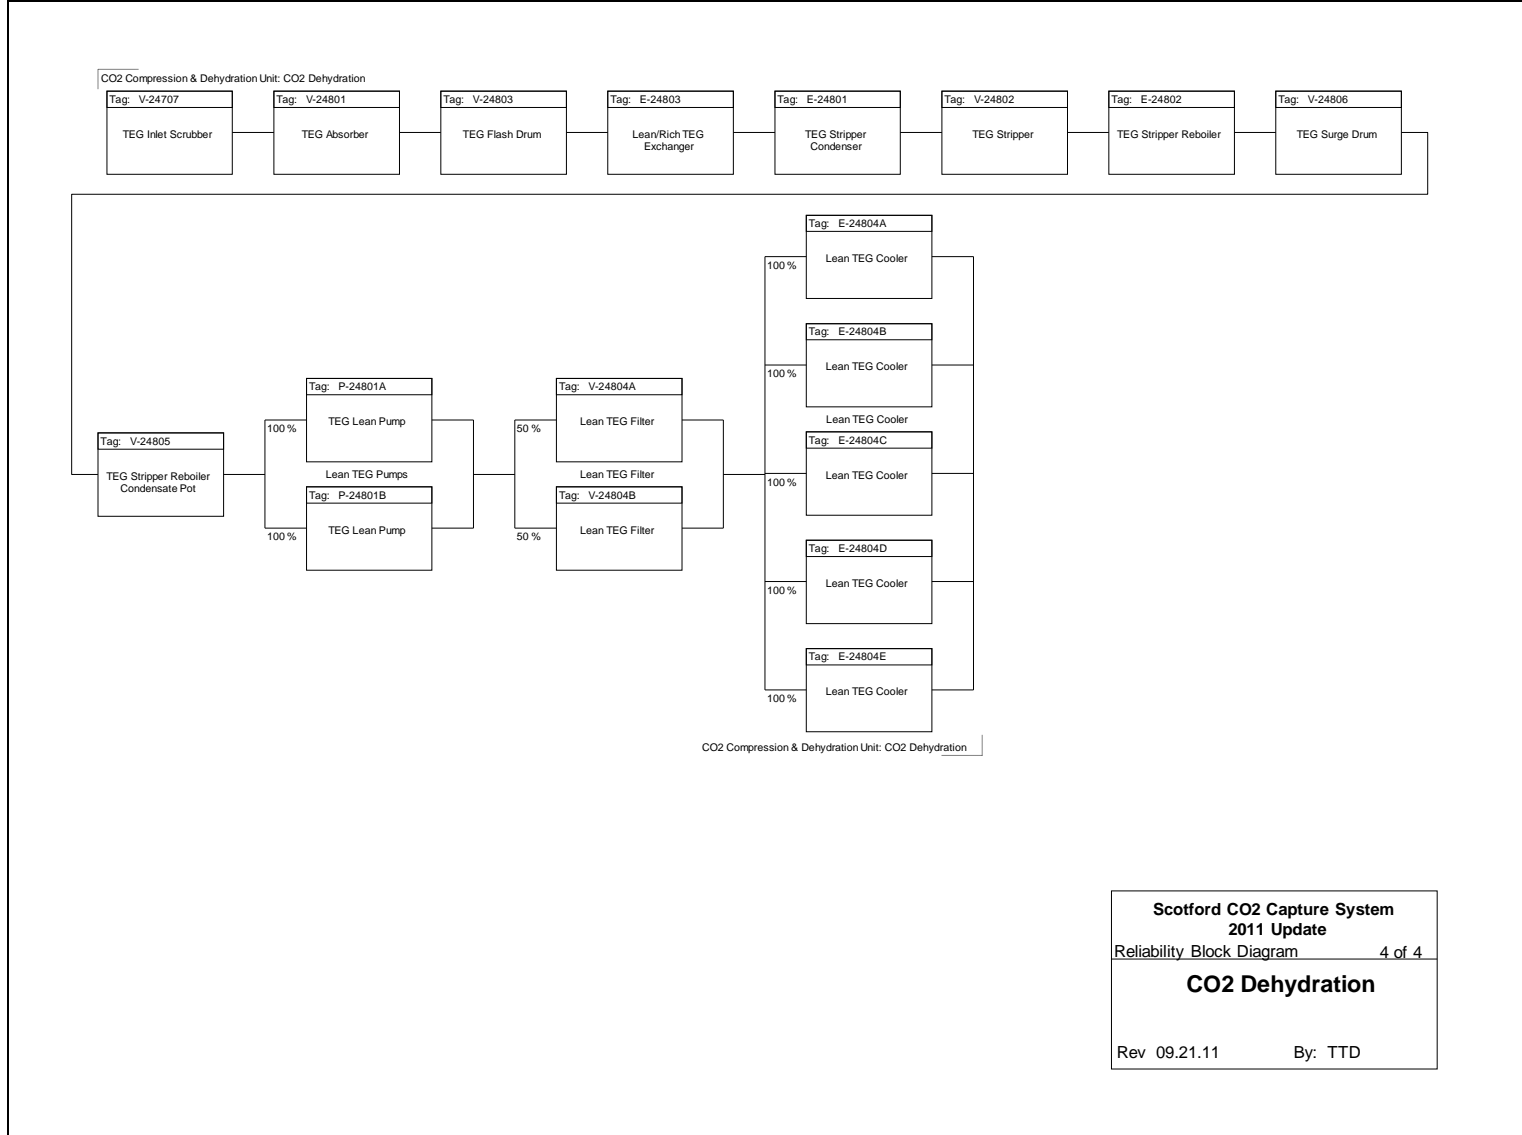 CO2 Compression & Dehydration Unit: CO2 Dehydration
Tag: V-24707
TEG Inlet Scrubber
Tag: V-24801
TEG Absorber
Tag: V-24803
TEG Flash Drum
Tag: E-24803
Lean/Rich TEG
Exchanger
Tag: E-24801
TEG Stripper
Condenser
Tag: V-24802
TEG Stripper
Tag: E-24802
TEG Stripper Reboiler
Tag: V-24806
TEG Surge Drum
Tag: V-24805
TEG Stripper Reboiler
Condensate Pot
100 %
Tag: P-24801A
TEG Lean Pump
Lean TEG Pumps
100 %
Tag: P-24801B
TEG Lean Pump
50 %
Tag: V-24804A
Lean TEG Filter
Lean TEG Filter
50 %
Tag: V-24804B
Lean TEG Filter
100 %
Tag: E-24804A
Lean TEG Cooler
100 %
Tag: E-24804B
Lean TEG Cooler
Lean TEG Cooler
100 %
Tag: E-24804C
Lean TEG Cooler
100 %
Tag: E-24804D
Lean TEG Cooler
100 %
Tag: E-24804E
Lean TEG Cooler
CO2 Compression & Dehydration Unit: CO2 Dehydration
Scotford CO2 Capture System
2011 Update
Reliability Block Diagram 4 of 4
CO2 Dehydration
Rev 09.21.11 By: TTD